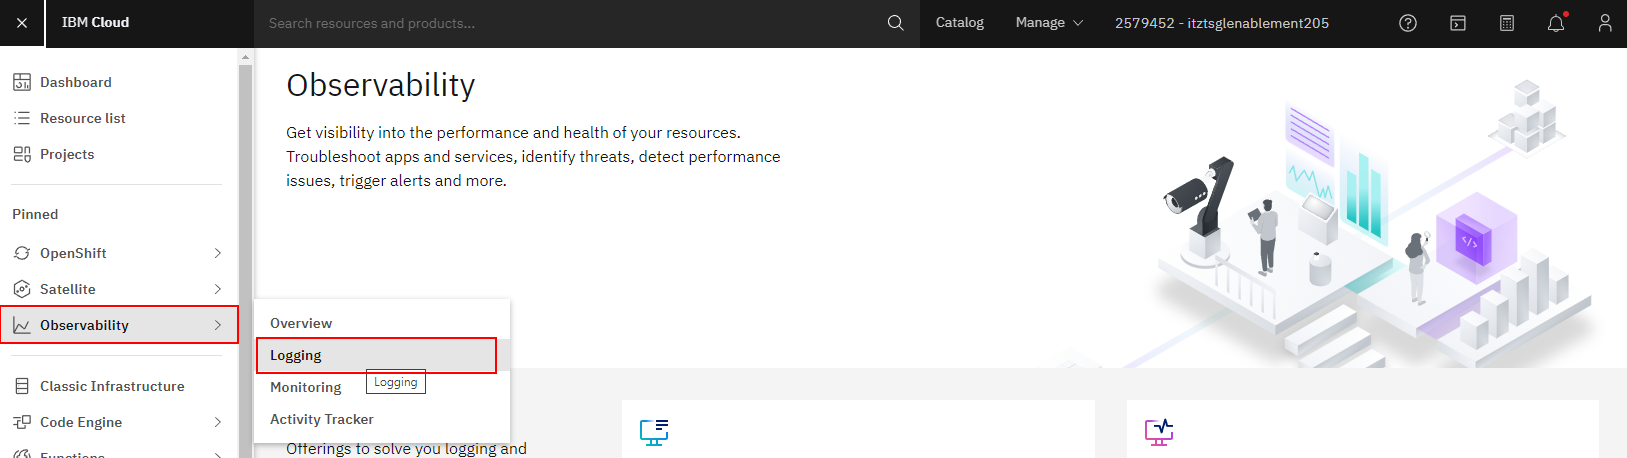 IBM Cloud
Search resources and products...
Catalog
Manage
2579452 - itztsglenablement205
Dashboard
Resource list
Projects
Pinned
OpenShift
Satellite
Observability
Classic Infrastructure
Code Engine
Functions
Overview
Logging
Monitoring
Logging
Activity Tracker
Observability
Get visibility into the performance and health of your resources.
Troubleshoot apps and services, identify threats, detect performance
issues, trigger alerts and more.
</>
Offerings to solve you logging and